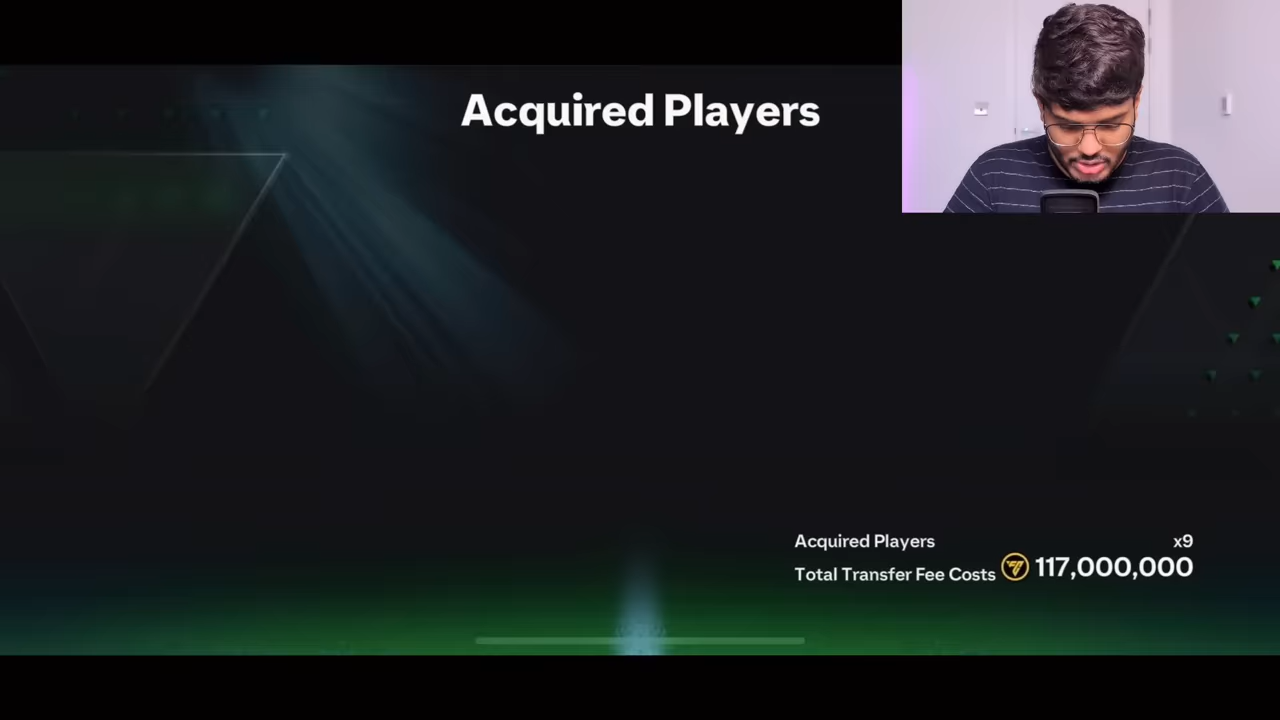 Acquired Players
Acquired Players x9
Total Transfer Fee Costs 117,000,000